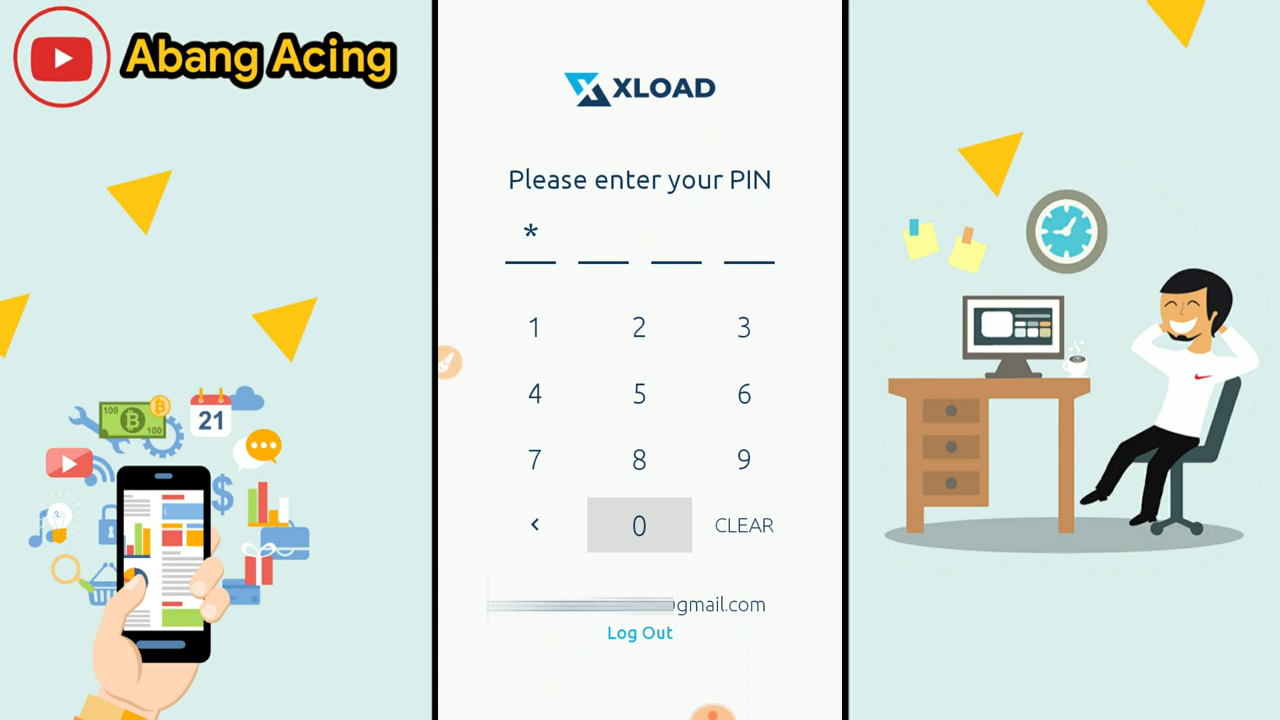 Abang Acing
XLOAD
Please enter your PIN
*
1 2 3
4 5 6
7 8 9
< 0 CLEAR
@gmail.com
Log Out
100
100
21